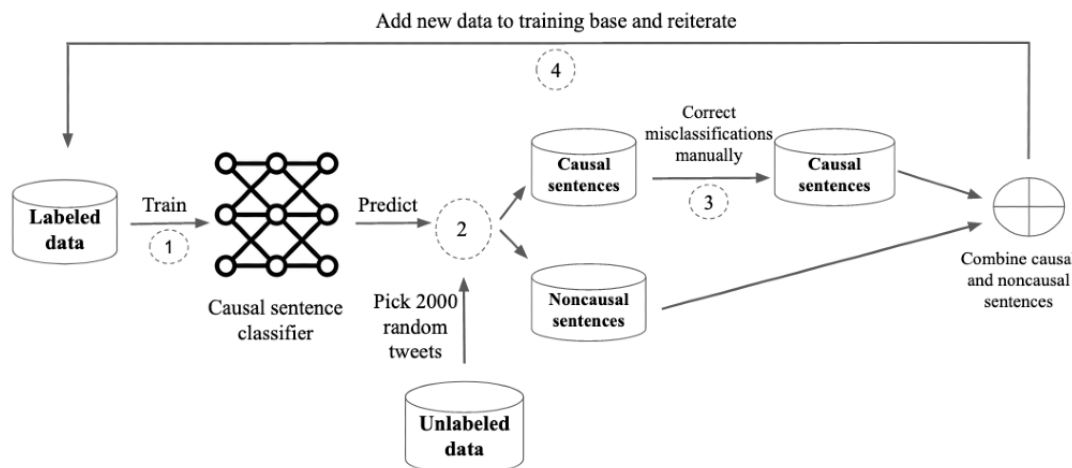 Add new data to training base and reiterate
4
Correct
misclassifications
manually
Causal
sentences
Causal
sentences
3
Train
1
Labeled
data
Predict
2
Causal sentence
classifier
Pick 2000
random
tweets
Noncausal
sentences
Combine causal
and noncausal
sentences
Unlabeled
data